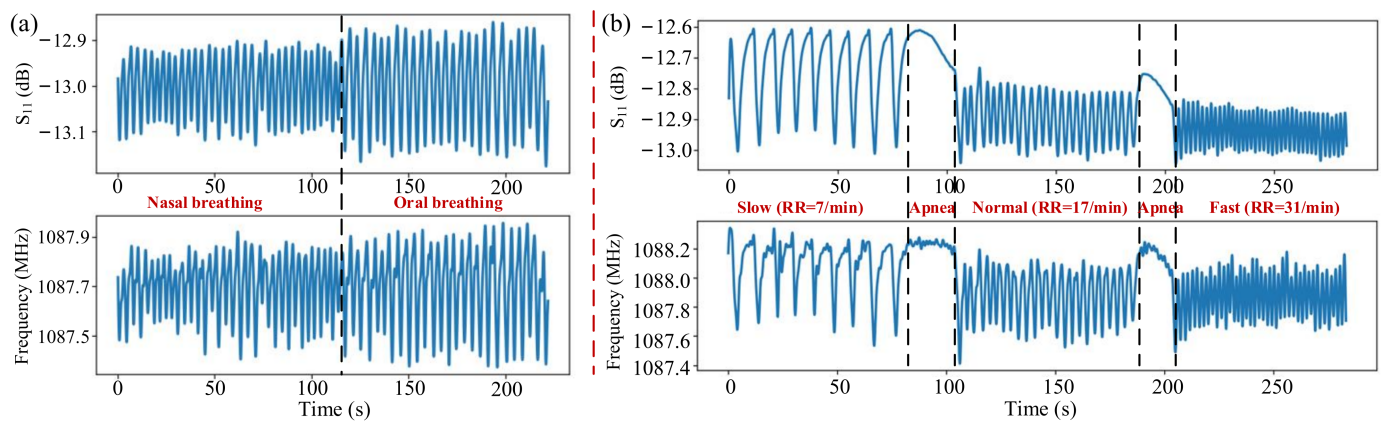 (a)
S11 (dB)
−12.9
−13.0
−13.1
0 50 100 150 200
Nasal breathing Oral breathing
Frequency (MHz)
1087.9
1087.7
1087.5
0 50 100 150 200
Time (s)
(b)
S11 (dB)
−12.6
−12.7
−12.8
−12.9
−13.0
0 50 100 150 200 250
Slow (RR=7/min) Apnea Normal (RR=17/min) Apnea Fast (RR=31/min)
Frequency (MHz)
1088.2
1088.0
1087.8
1087.6
1087.4
0 50 100 150 200 250
Time (s)